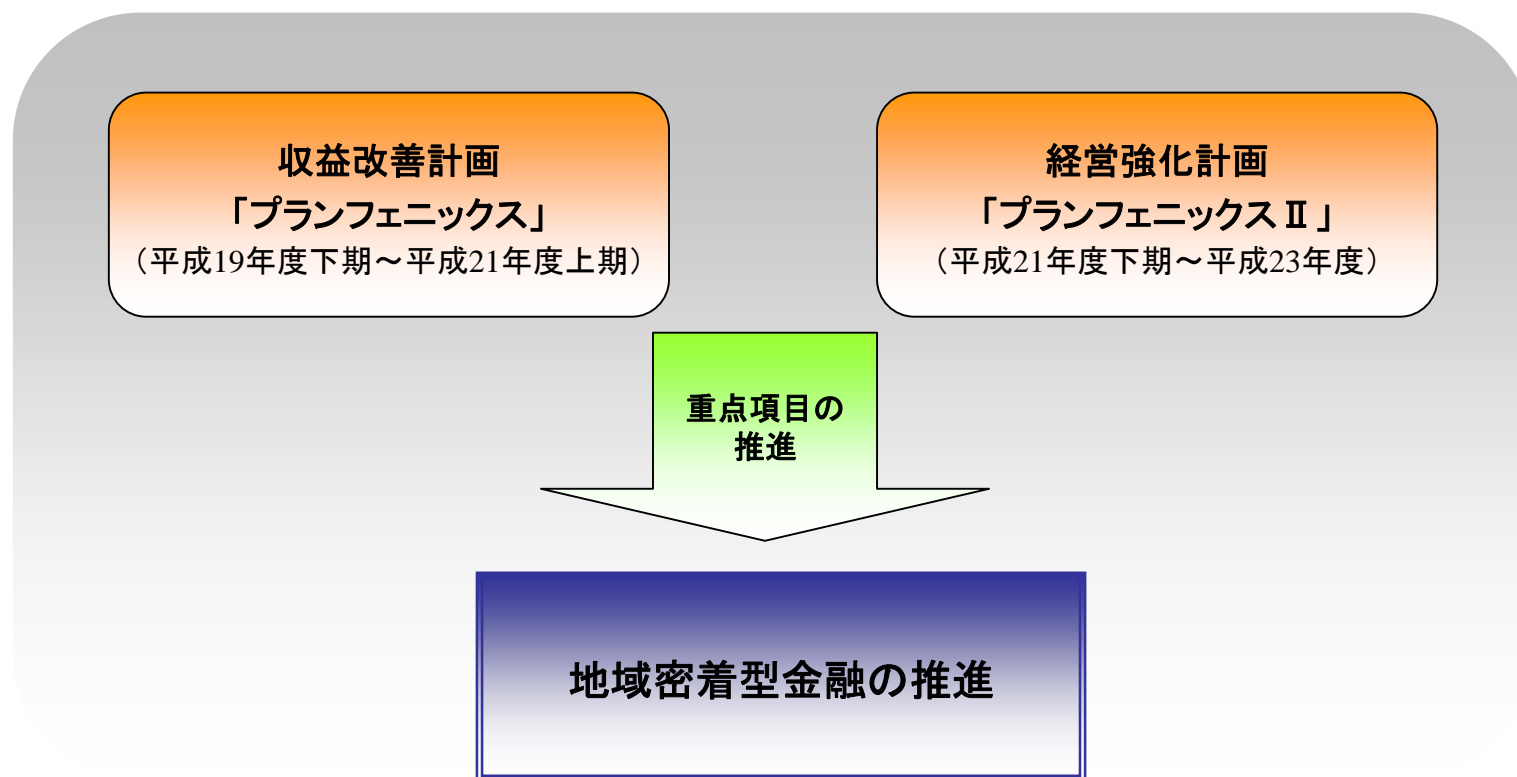 収益改善計画
「プランフェニックス」
（平成19年度下期～平成21年度上期）
経営強化計画
「プランフェニックスⅡ」
（平成21年度下期～平成23年度）
重点項目の
推進
地域密着型金融の推進